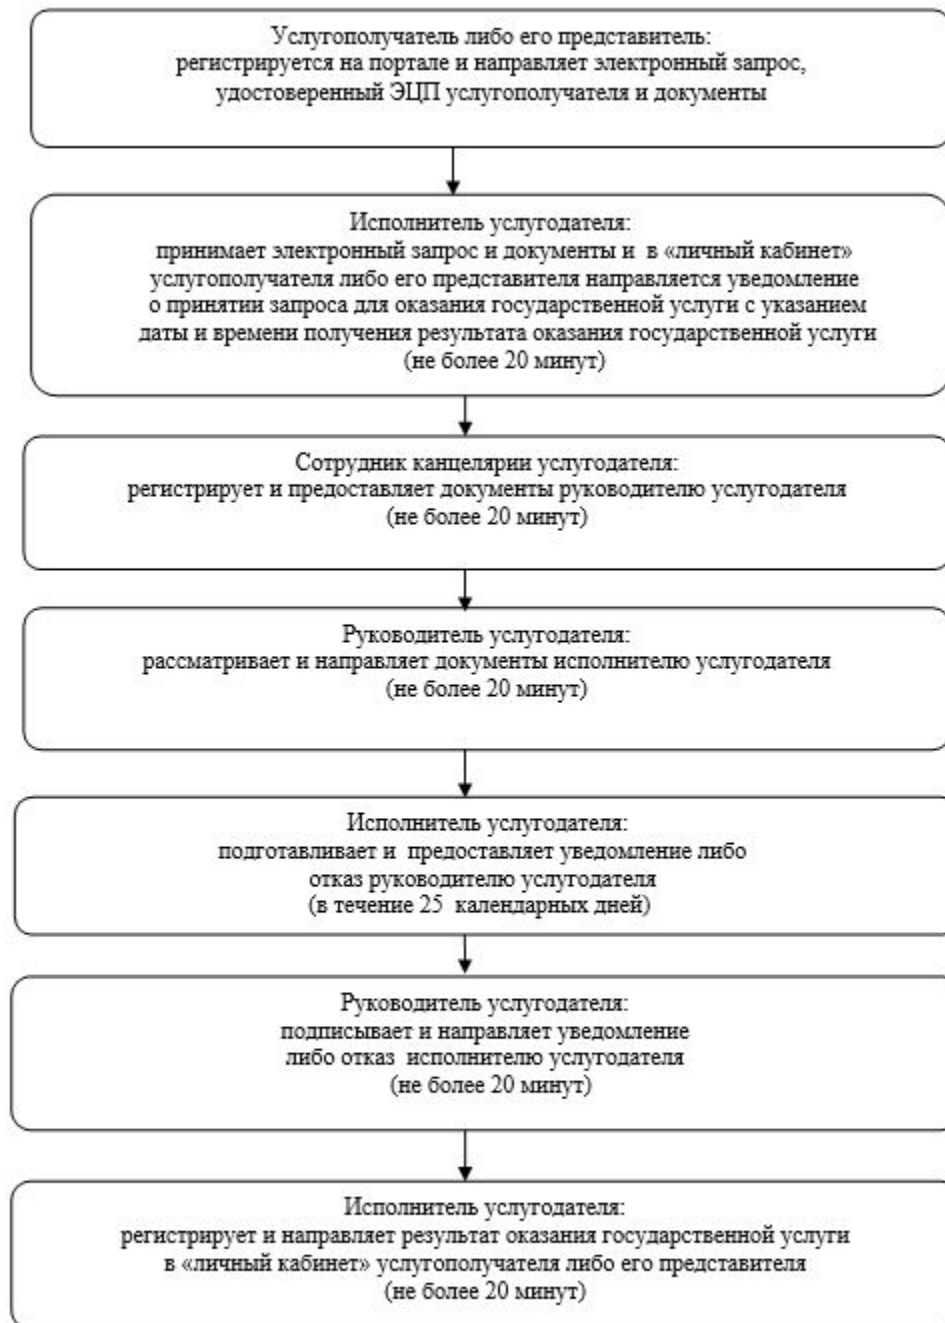 Услугополучатель либо его представитель:
регистрируется на портале и направляет электронный запрос,
удостоверенный ЭЦП услугополучателя и документы
Исполнитель услугодателя:
принимает электронный запрос и документы и в «личный кабинет»
услугополучателя либо его представителя направляется уведомление
о принятии запроса для оказания государственной услуги с указанием
даты и времени получения результата оказания государственной услуги
(не более 20 минут)
Сотрудник канцелярии услугодателя:
регистрирует и предоставляет документы руководителю услугодателя
(не более 20 минут)
Руководитель услугодателя:
рассматривает и направляет документы исполнителю услугодателя
(не более 20 минут)
Исполнитель услугодателя:
подготавливает и предоставляет уведомление либо
отказ руководителю услугодателя
(в течение 25 календарных дней)
Руководитель услугодателя:
подписывает и направляет уведомление
либо отказ исполнителю услугодателя
(не более 20 минут)
Исполнитель услугодателя:
регистрирует и направляет результат оказания государственной услуги
в «личный кабинет» услугополучателя либо его представителя
(не более 20 минут)